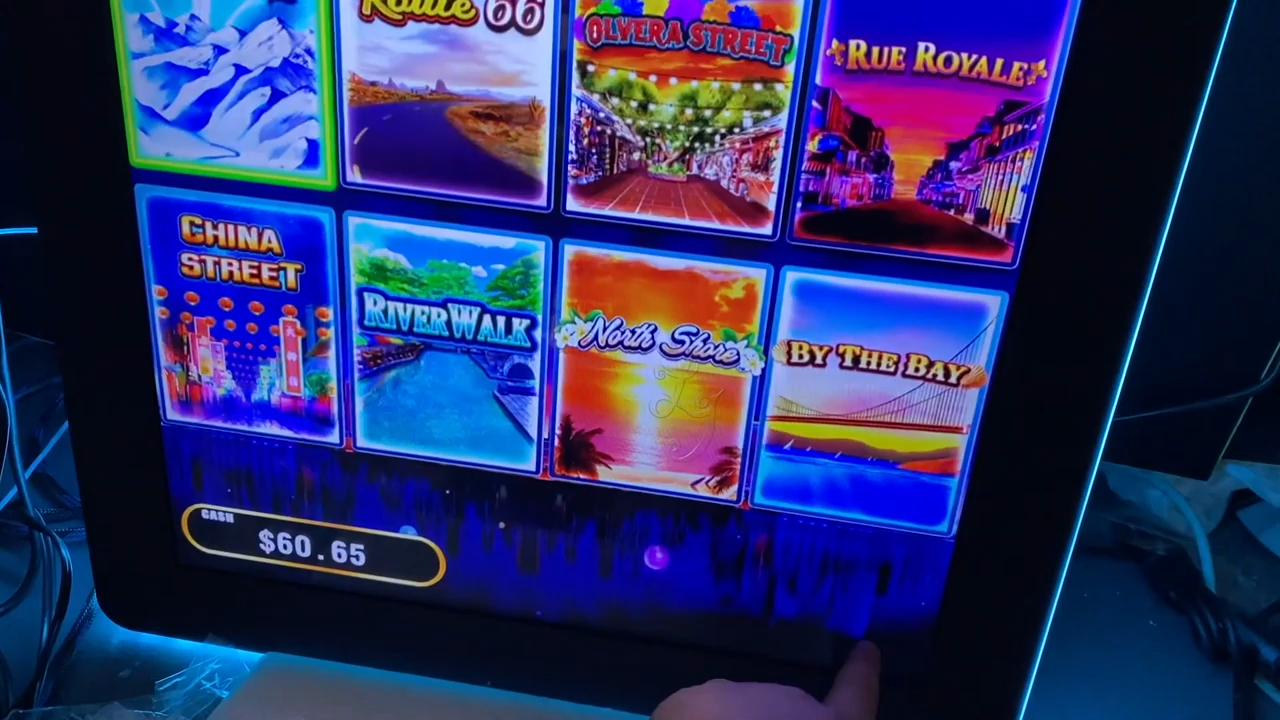 Route 66
OLVERA STREET
RUE ROYALE
CHINA
STREET
RIVERWALK
North Shore
BY THE BAY
CASH
$60.65